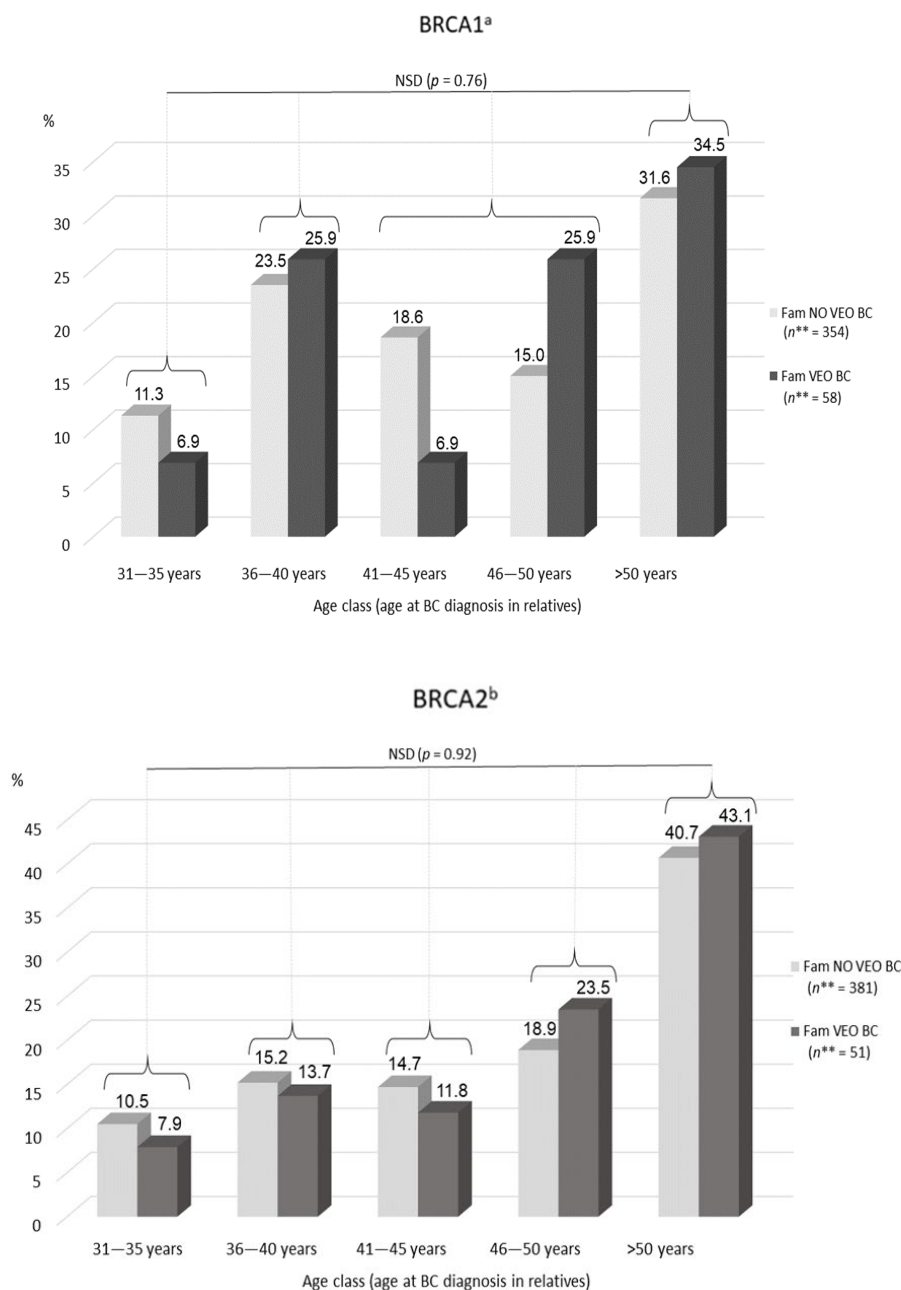 BRCA1ᵃ
NSD (p = 0.76)
%
35
30
25
20
15
10
5
0
11.3
6.9
23.5
25.9
18.6
6.9
15.0
25.9
31.6
34.5
Fam NO VEO BC
(n** = 354)
Fam VEO BC
(n** = 58)
31—35 years
36—40 years
41—45 years
46—50 years
>50 years
Age class (age at BC diagnosis in relatives)
BRCA2ᵇ
NSD (p = 0.92)
%
45
40
35
30
25
20
15
10
5
0
10.5
7.9
15.2
13.7
14.7
11.8
18.9
23.5
40.7
43.1
Fam NO VEO BC
(n** = 381)
Fam VEO BC
(n** = 51)
31—35 years
36—40 years
41—45 years
46—50 years
>50 years
Age class (age at BC diagnosis in relatives)